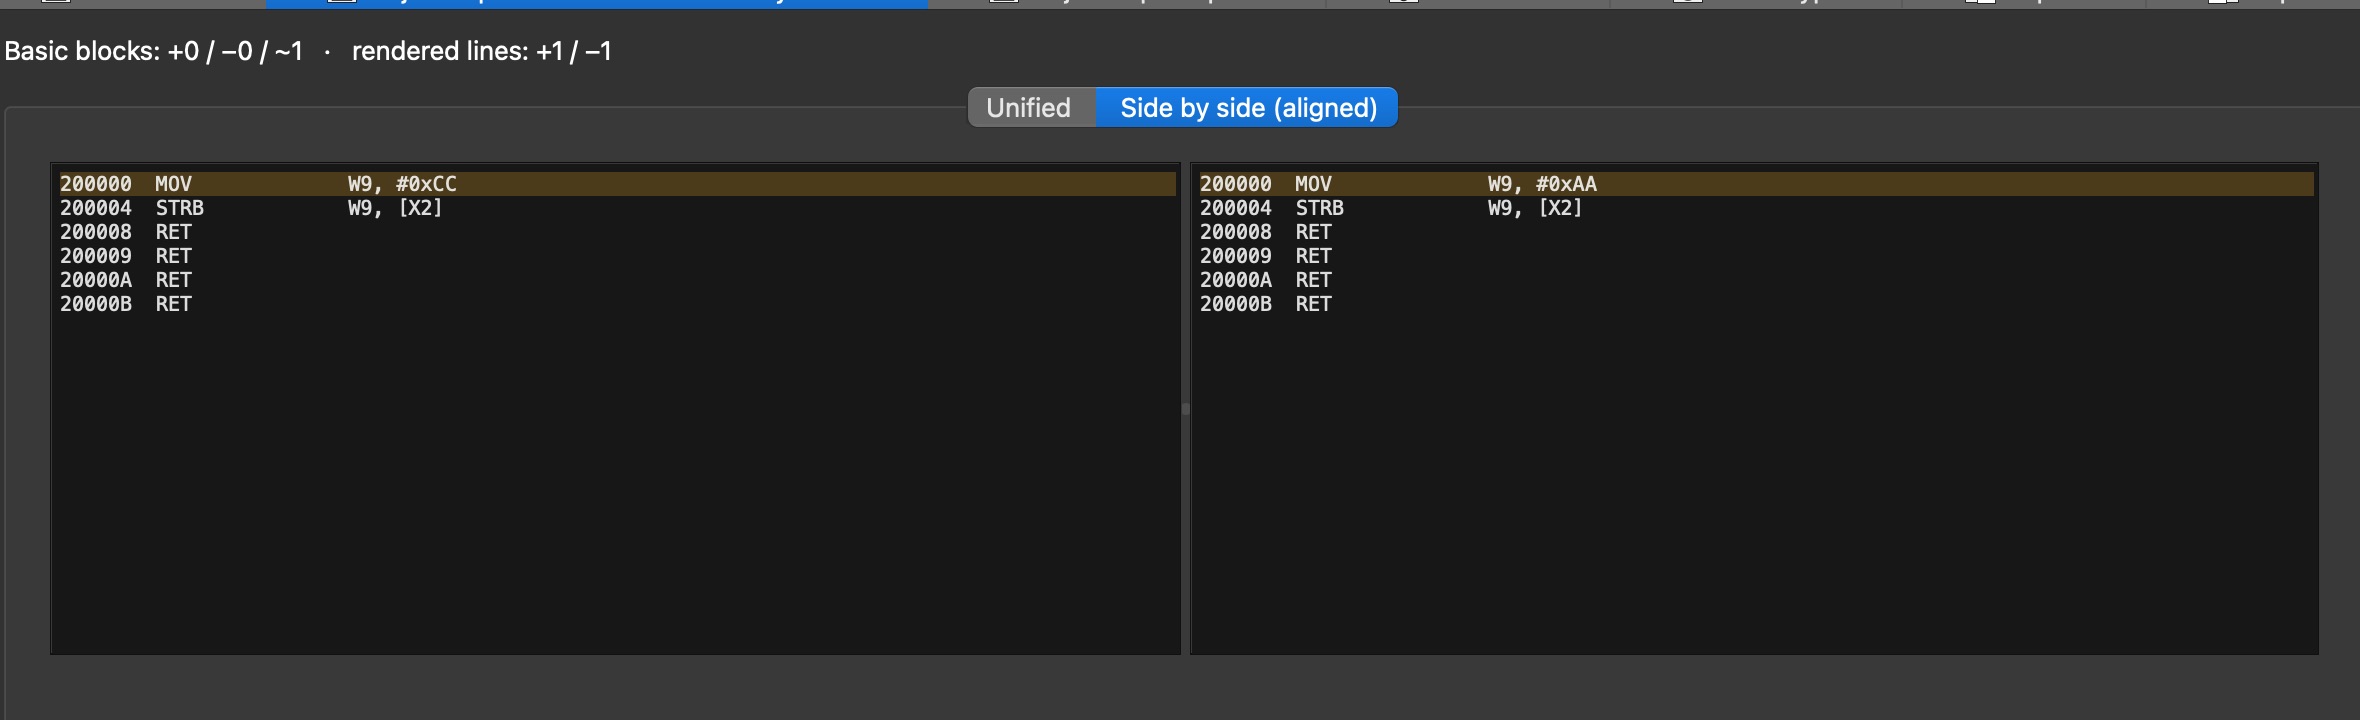 Basic blocks: +0 / −0 / ~1 · rendered lines: +1 / −1
Unified Side by side (aligned)
200000 MOV W9, #0xCC
200004 STRB W9, [X2]
200008 RET
200009 RET
20000A RET
20000B RET
200000 MOV W9, #0xAA
200004 STRB W9, [X2]
200008 RET
200009 RET
20000A RET
20000B RET